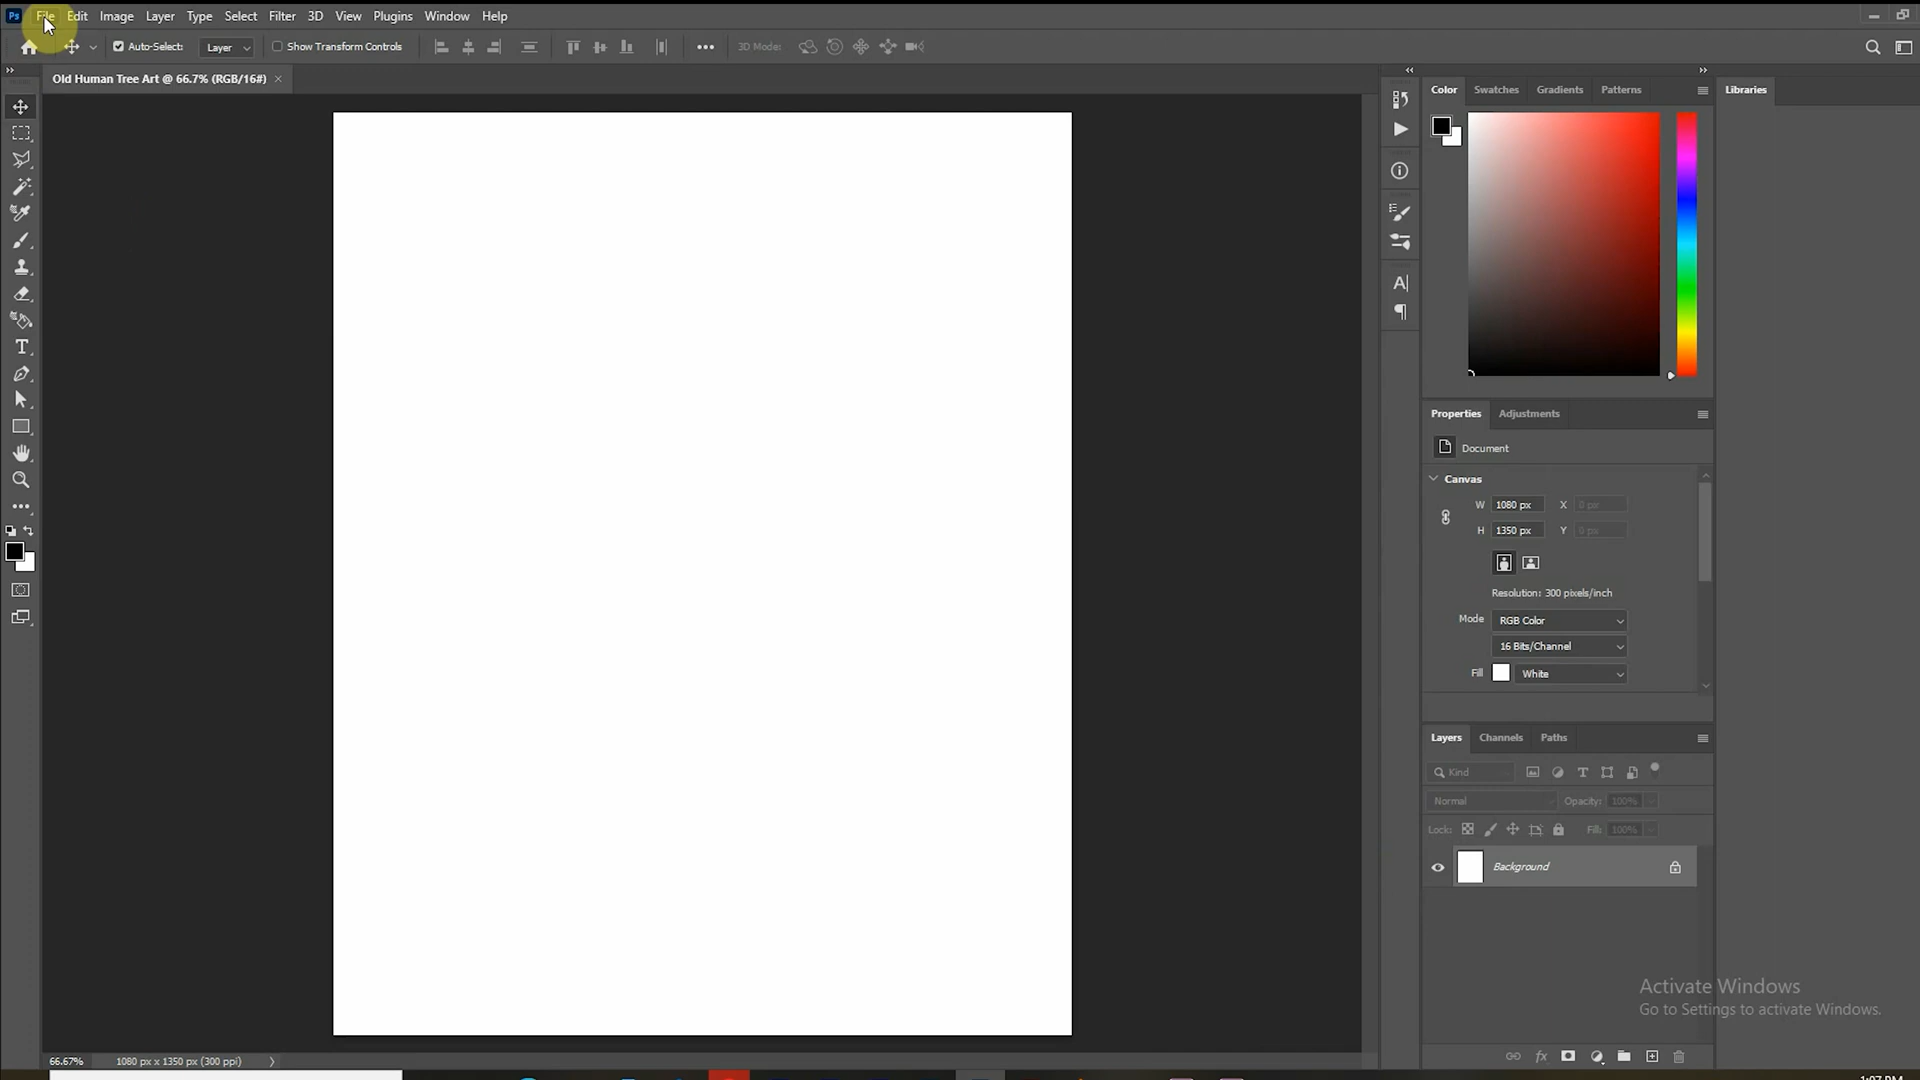 Ps File Edit Image Layer Type Select Filter 3D View Plugins Window Help
Auto-Select: Layer Show Transform Controls 3D Mode:
Old Human Tree Art @ 66.7% (RGB/16#) ×
Color Swatches Gradients Patterns
Libraries
Properties Adjustments
Document
Canvas
W 1080 px X 0 px
H 1350 px Y 0 px
Resolution: 300 pixels/inch
Mode RGB Color
16 Bits/Channel
Fill White
Layers Channels Paths
Kind
Normal Opacity: 100%
Lock: Fill: 100%
Background
Activate Windows
Go to Settings to activate Windows.
66.67% 1080 px x 1350 px (300 ppi)